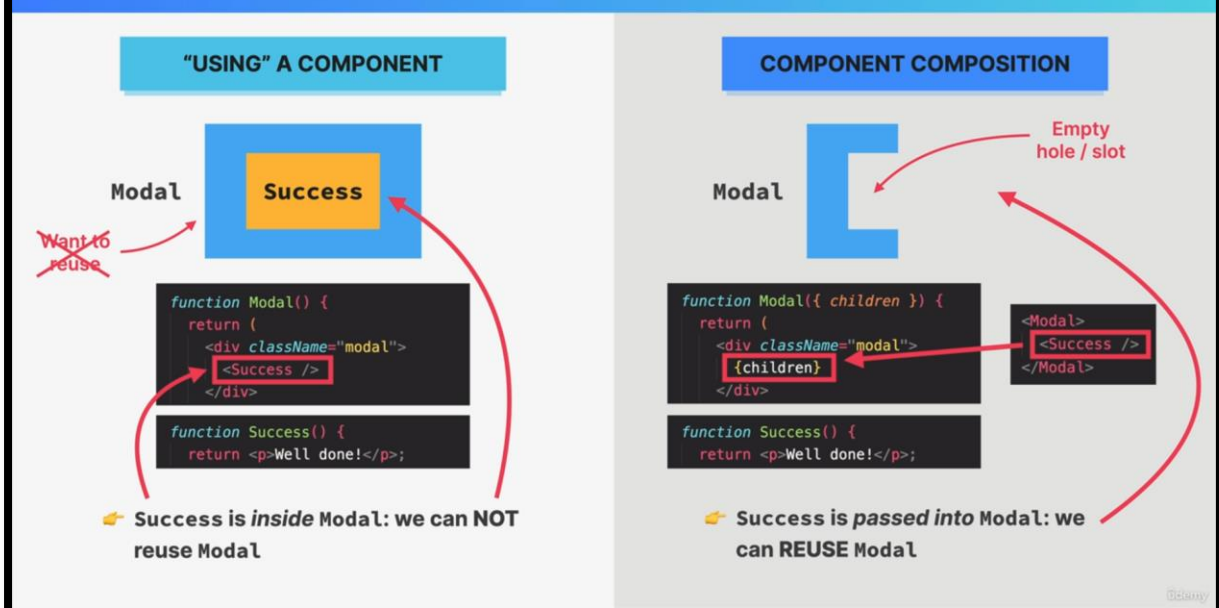 “USING” A COMPONENT
Modal
Success
Want to
reuse
function Modal() {
return (
<div className="modal">
<Success />
</div>
function Success() {
return <p>Well done!</p>;
👉 Success is inside Modal: we can NOT
reuse Modal
COMPONENT COMPOSITION
Empty
hole / slot
Modal
function Modal({ children }) {
return (
<div className="modal">
{children}
</div>
<Modal>
<Success />
</Modal>
function Success() {
return <p>Well done!</p>;
👉 Success is passed into Modal: we
can REUSE Modal
Udemy